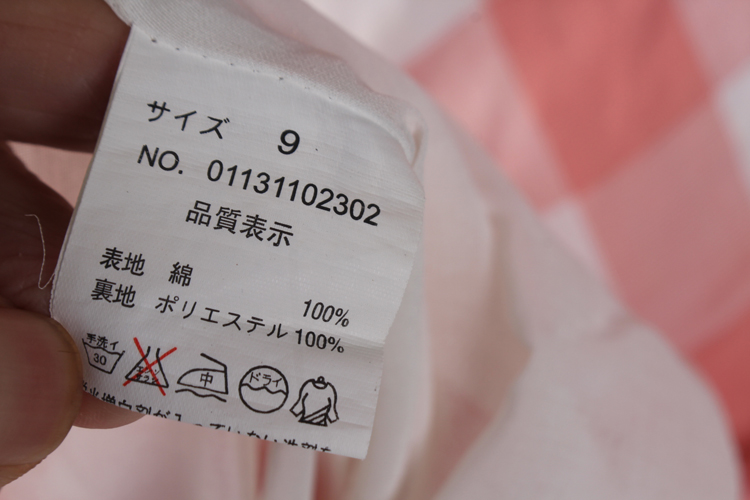 サイズ 9
NO. 01131102302
品質表示
表地 綿 100%
裏地 ポリエステル 100%
手洗イ 30
中
ドライ